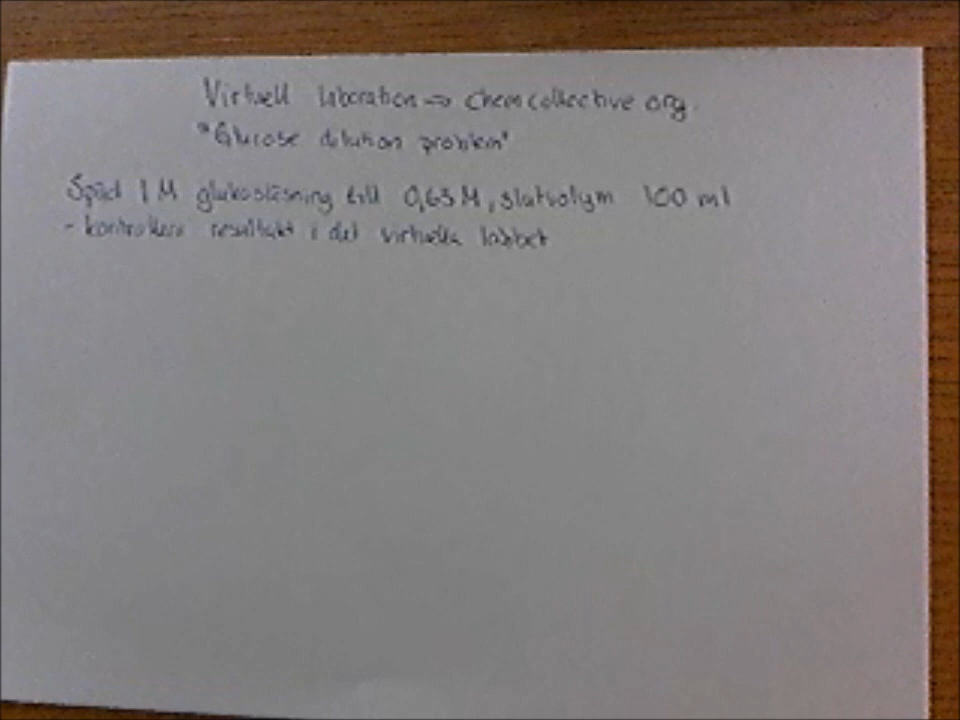 Virtuell laboration => chemcollective.org.
"Glucose dilution problem"
Späd 1 M glukoslösning till 0,63 M, slutvolym 100 ml
- kontrollera resultatet i det virtuella labbet